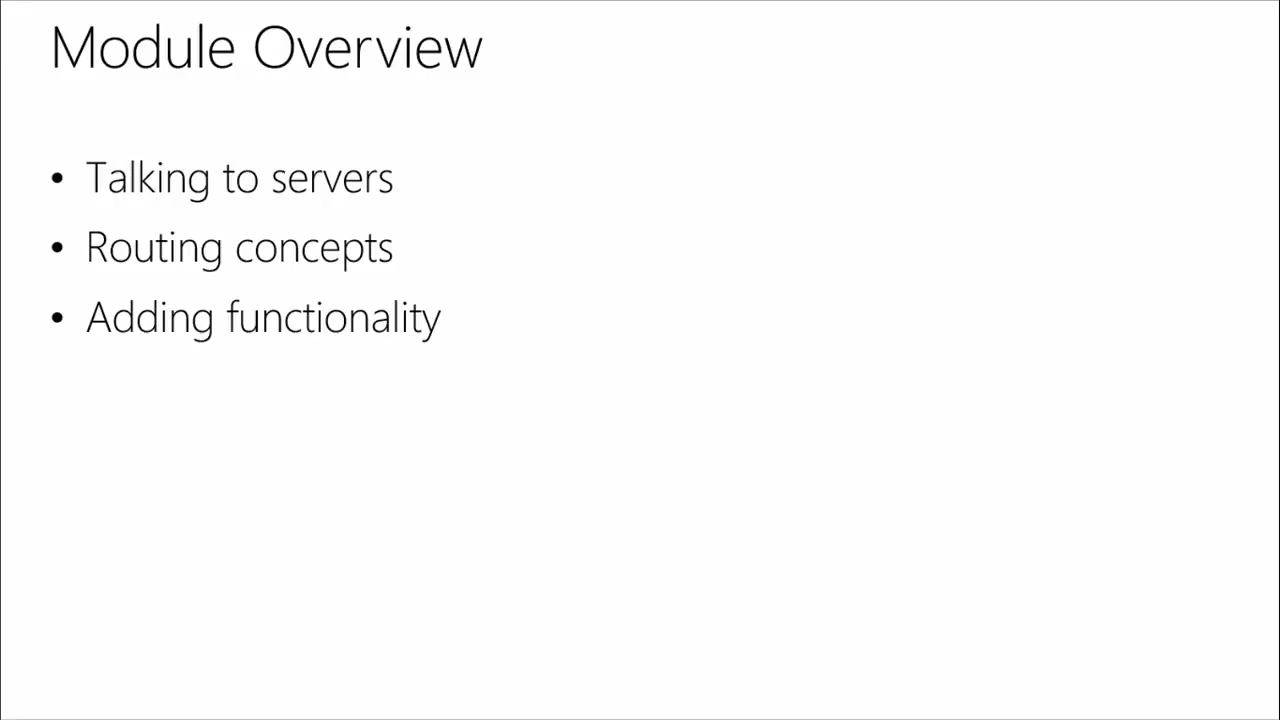 Module Overview
• Talking to servers
• Routing concepts
• Adding functionality